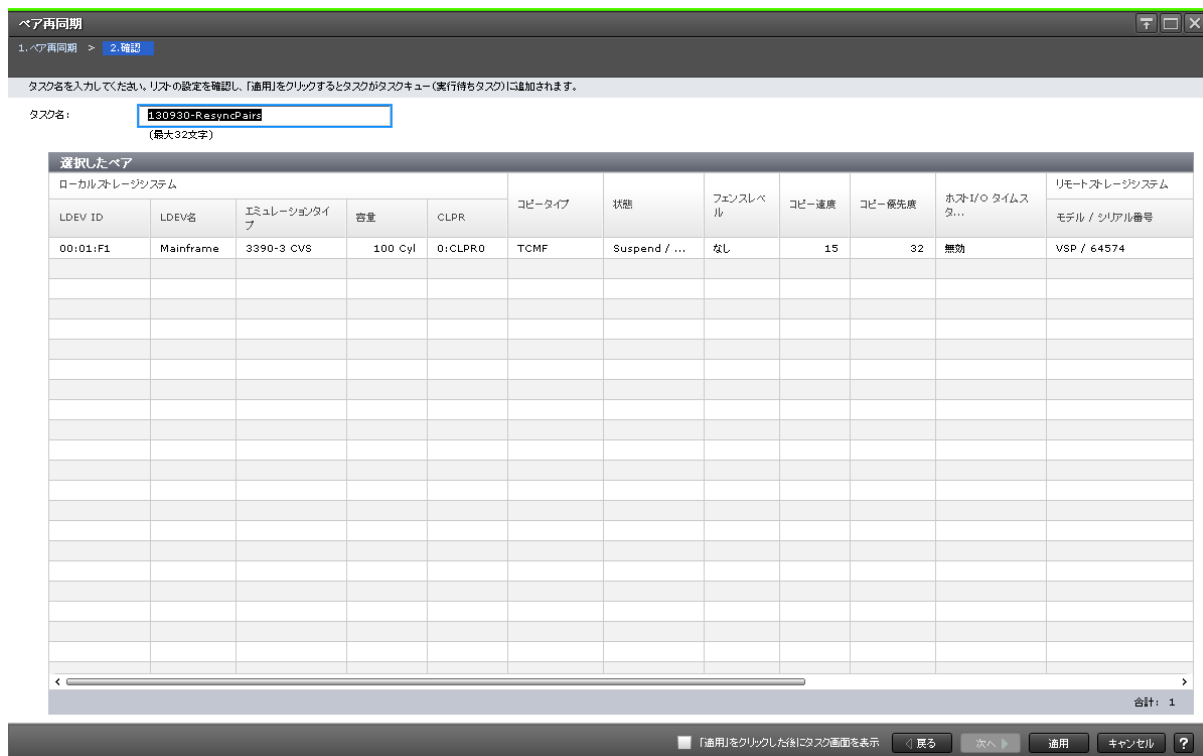 ペア再同期
1.ペア再同期 > 2.確認
タスク名を入力してください。リストの設定を確認し、「適用」をクリックするとタスクがタスクキュー(実行待ちタスク)に追加されます。
タスク名: 130930-ResyncPairs
(最大32文字)
選択したペア
ローカルストレージシステム コピータイプ 状態 フェンスレベル コピー速度 コピー優先度 ホストI/O タイムスタ... リモートストレージシステム
LDEV ID LDEV名 エミュレーションタイプ 容量 CLPR モデル / シリアル番号
00:01:F1 Mainframe 3390-3 CVS 100 Cyl 0:CLPR0 TCMF Suspend / ... なし 15 32 無効 VSP / 64574
合計: 1
「適用」をクリックした後にタスク画面を表示 戻る 次へ 適用 キャンセル ?